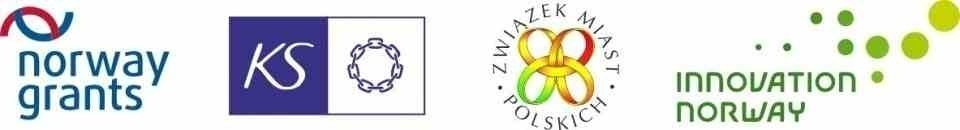 norway
grants
KS
ZWIĄZEK MIAST
POLSKICH
INNOVATION
NORWAY